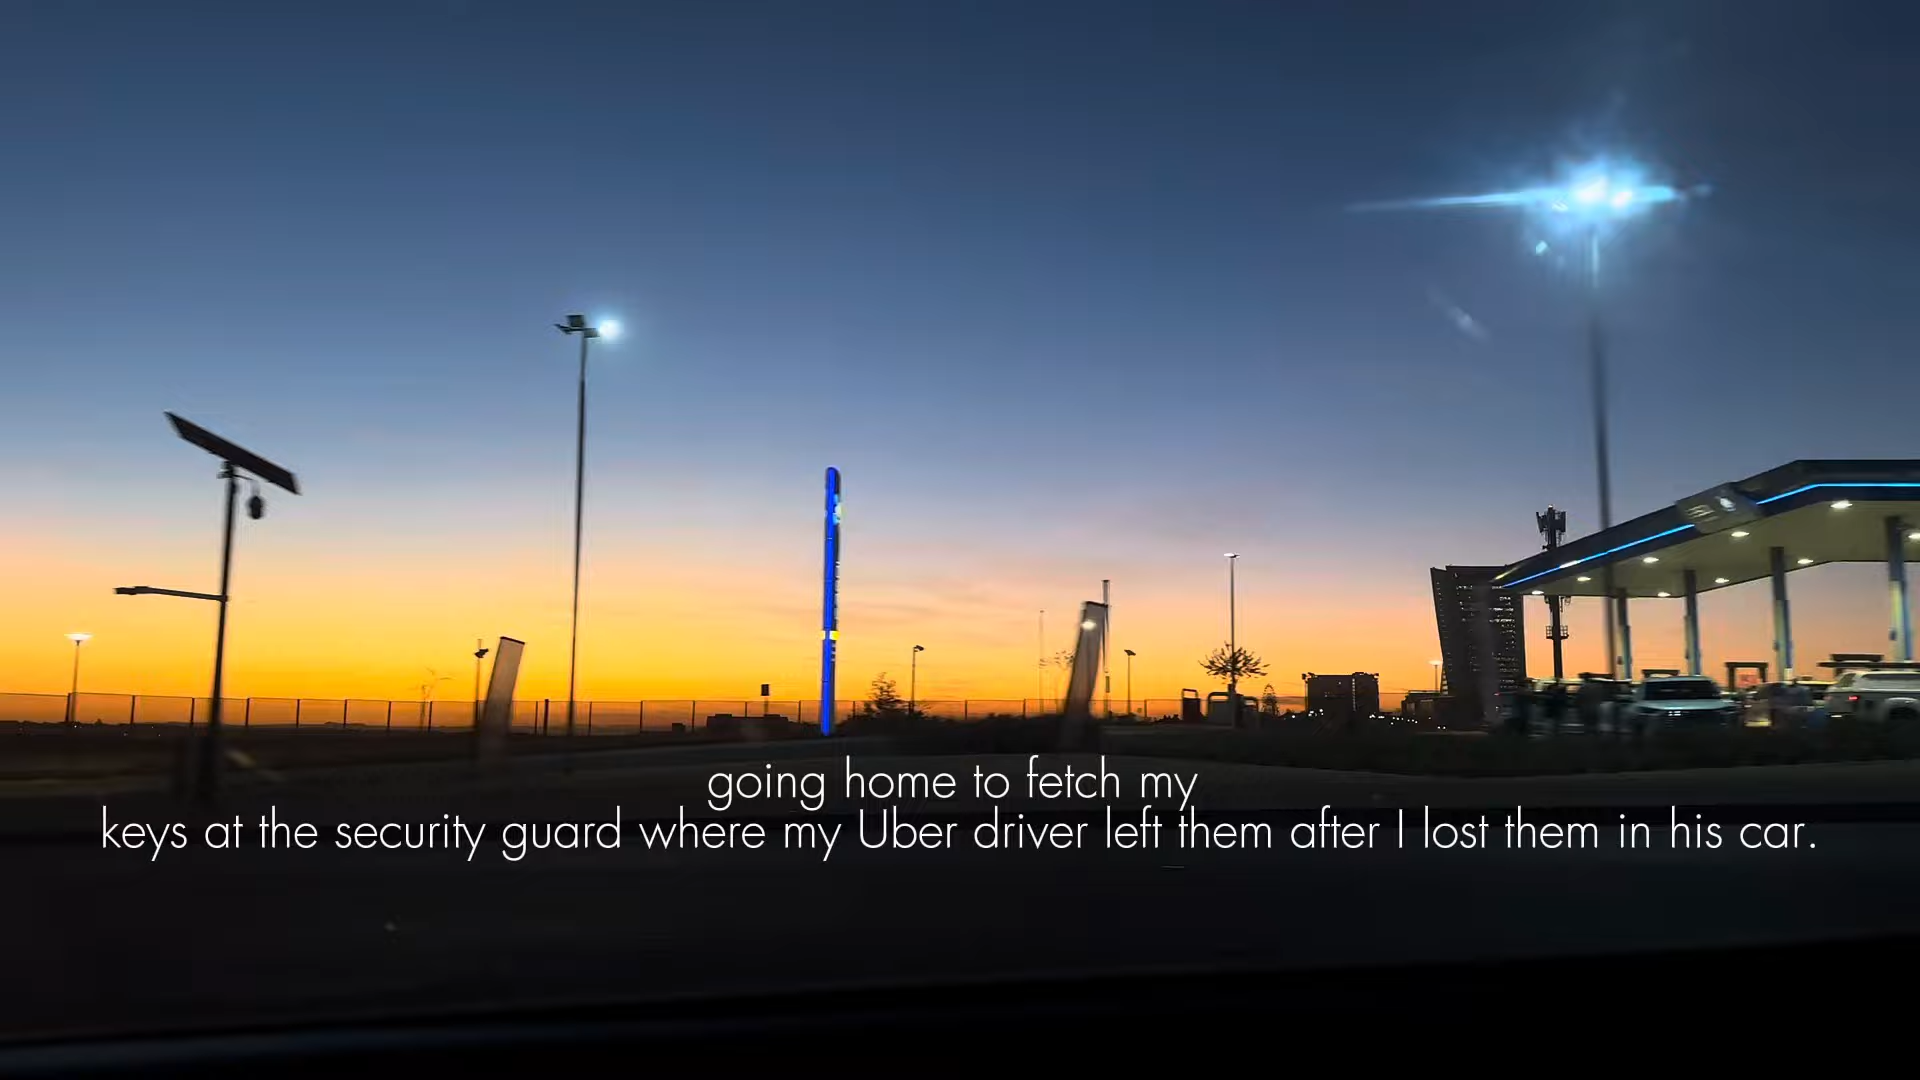 going home to fetch my
keys at the security guard where my Uber driver left them after I lost them in his car.